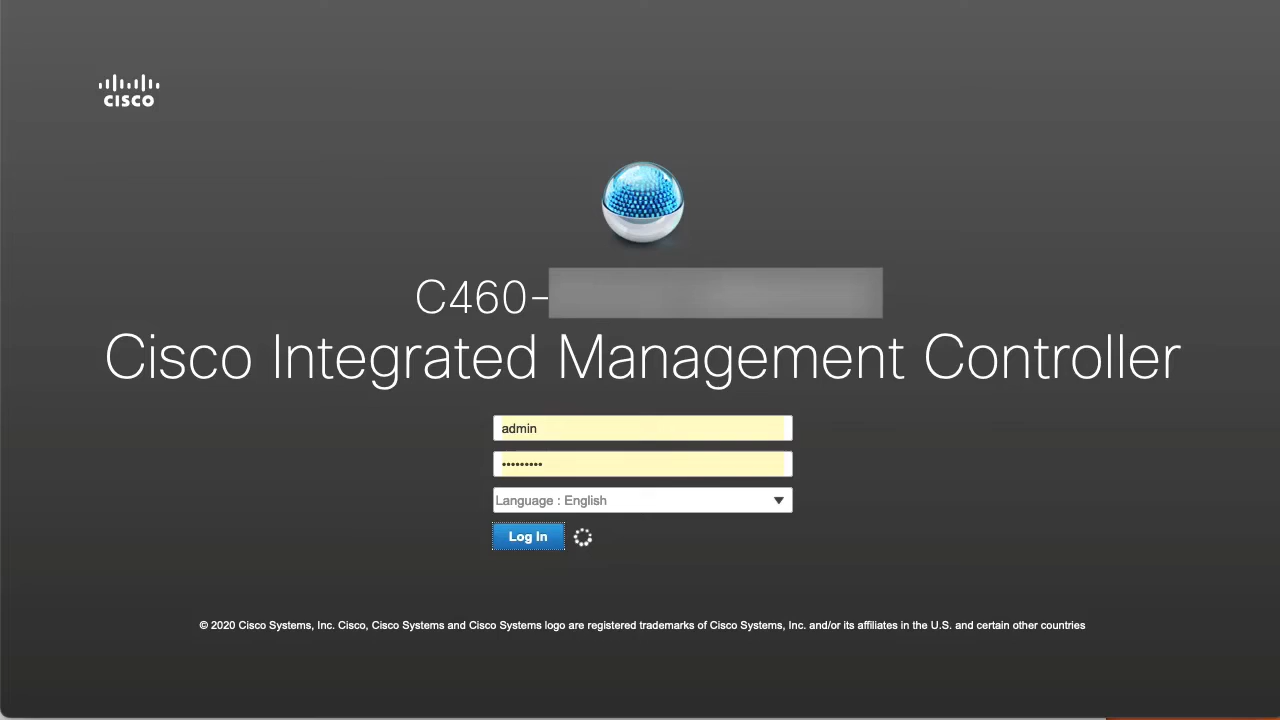 CISCO
C460-
Cisco Integrated Management Controller
admin
•••••••••
Language : English
Log In
© 2020 Cisco Systems, Inc. Cisco, Cisco Systems and Cisco Systems logo are registered trademarks of Cisco Systems, Inc. and/or its affiliates in the U.S. and certain other countries